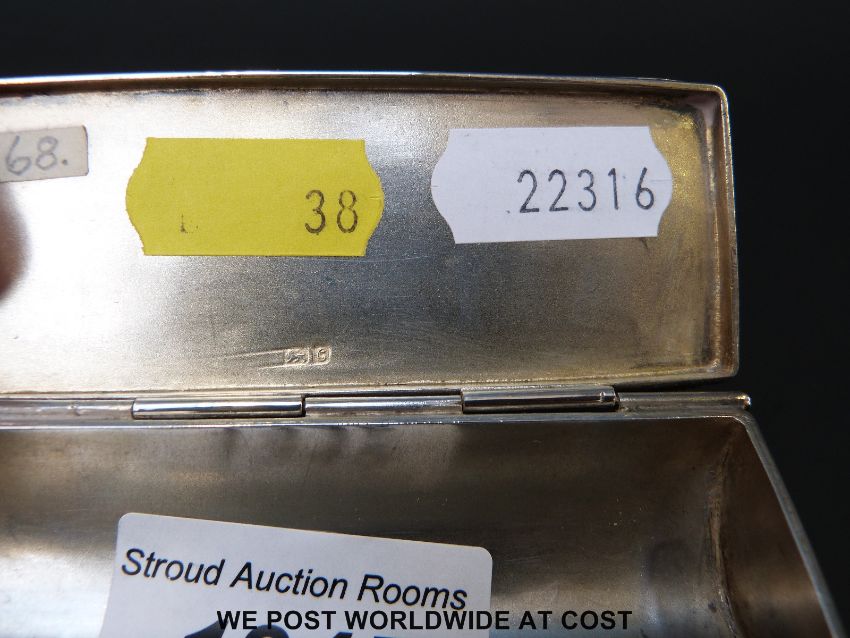 68.
38
22316
Stroud Auction Rooms
WE POST WORLDWIDE AT COST